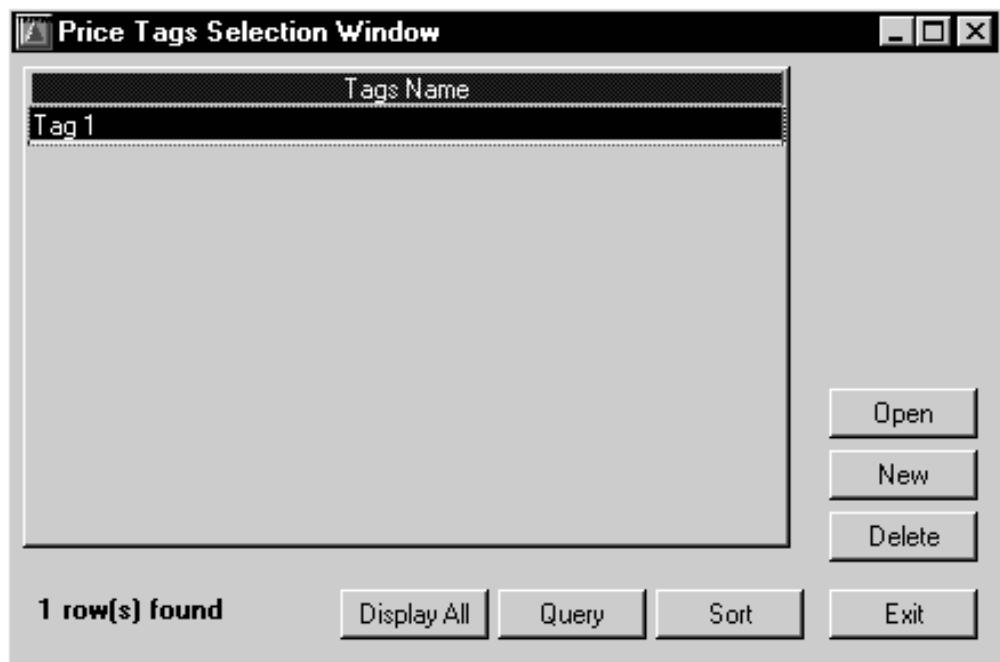 Price Tags Selection Window
Tags Name
Tag 1
Open
New
Delete
1 row(s) found
Display All
Query
Sort
Exit